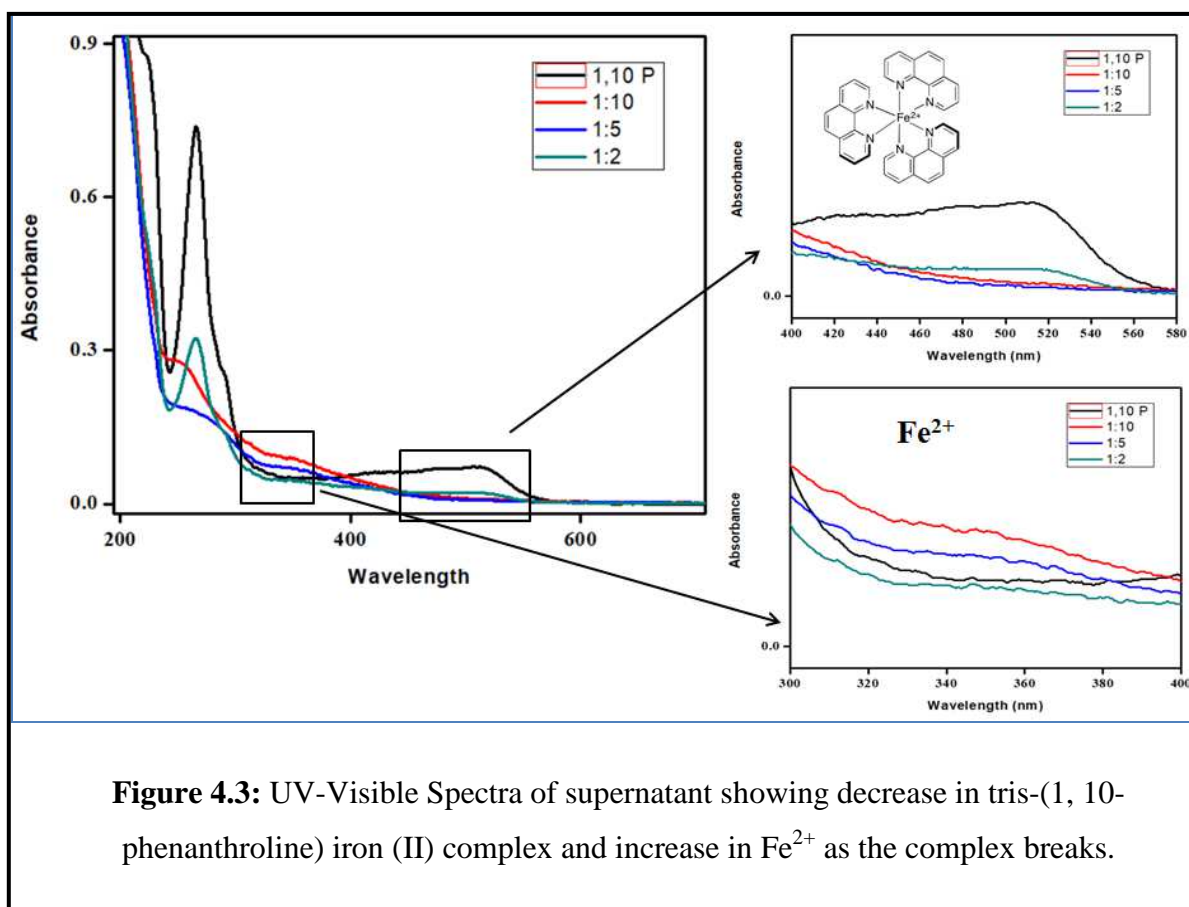 0.9
0.6
0.3
0.0
200
400
600
Absorbance
Wavelength
1,10 P
1:10
1:5
1:2
1,10 P
1:10
1:5
1:2
N
N
N
Fe2+
N
N
N
Absorbance
0.0
400 420 440 460 480 500 520 540 560 580
Wavelength (nm)
Fe2+
1,10 P
1:10
1:5
1:2
Absorbance
0.0
300 320 340 360 380 400
Wavelength (nm)
Figure 4.3: UV-Visible Spectra of supernatant showing decrease in tris-(1, 10-
phenanthroline) iron (II) complex and increase in Fe2+ as the complex breaks.